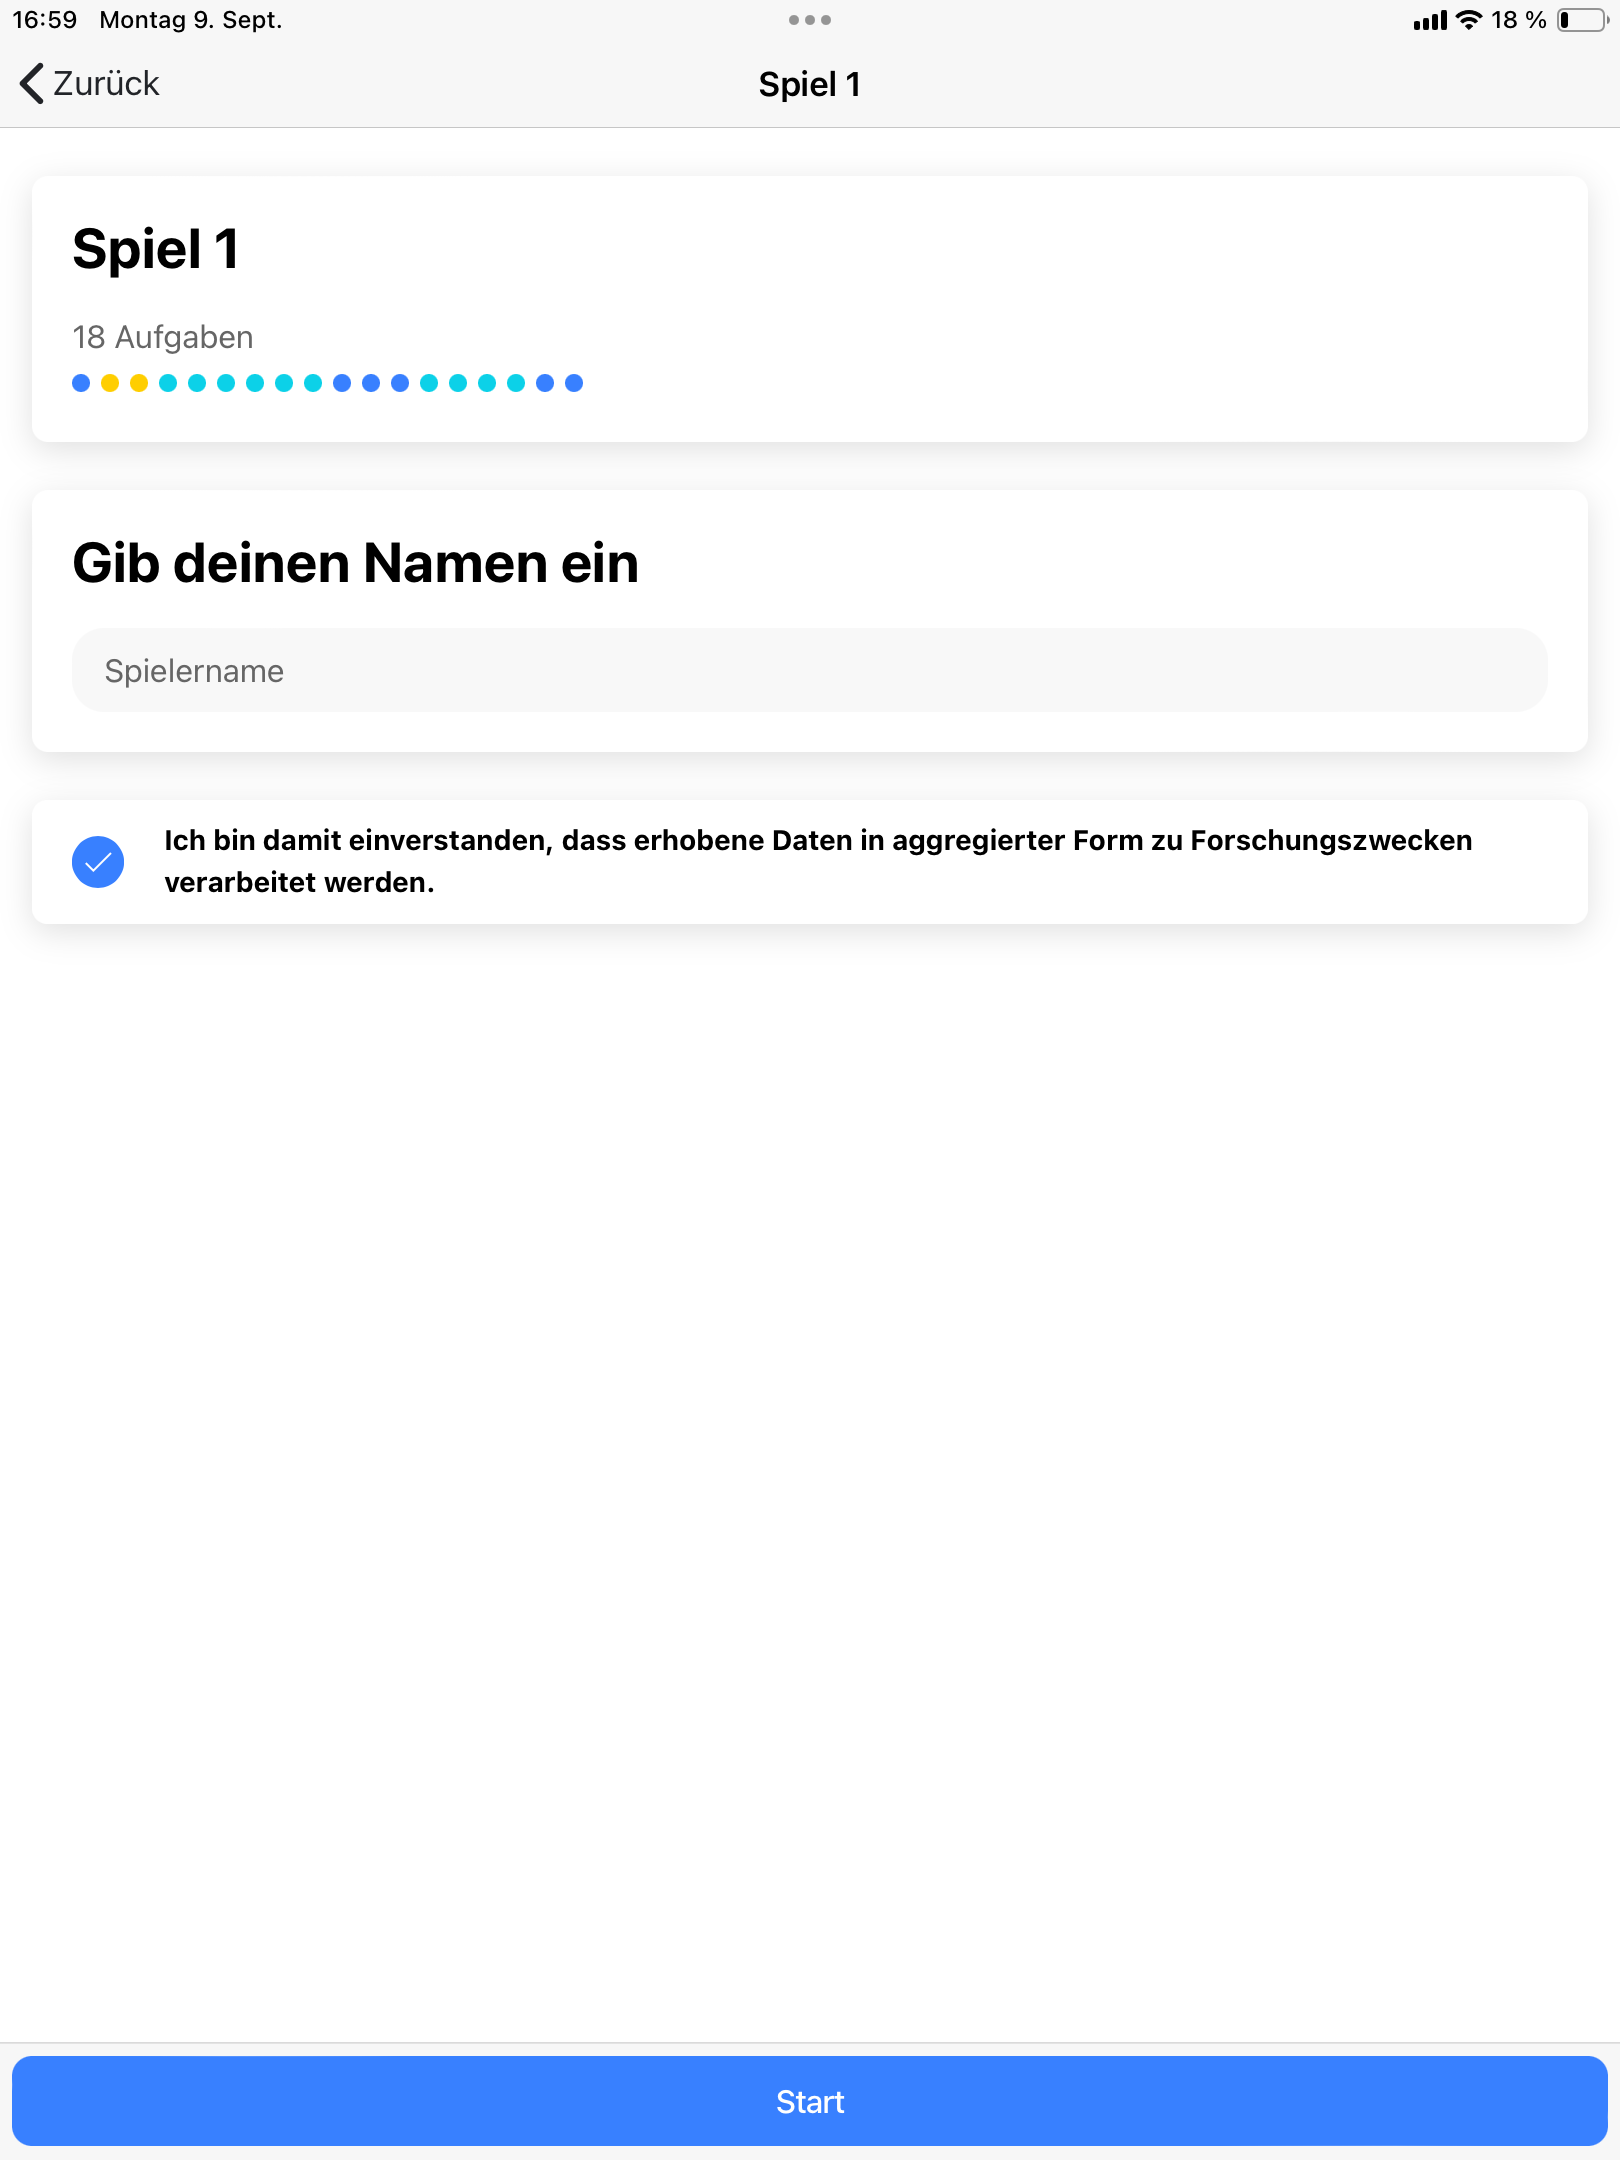 16:59 Montag 9. Sept.
18 %
Zurück
Spiel 1
Spiel 1
18 Aufgaben
Gib deinen Namen ein
Spielername
Ich bin damit einverstanden, dass erhobene Daten in aggregierter Form zu Forschungszwecken
verarbeitet werden.
Start